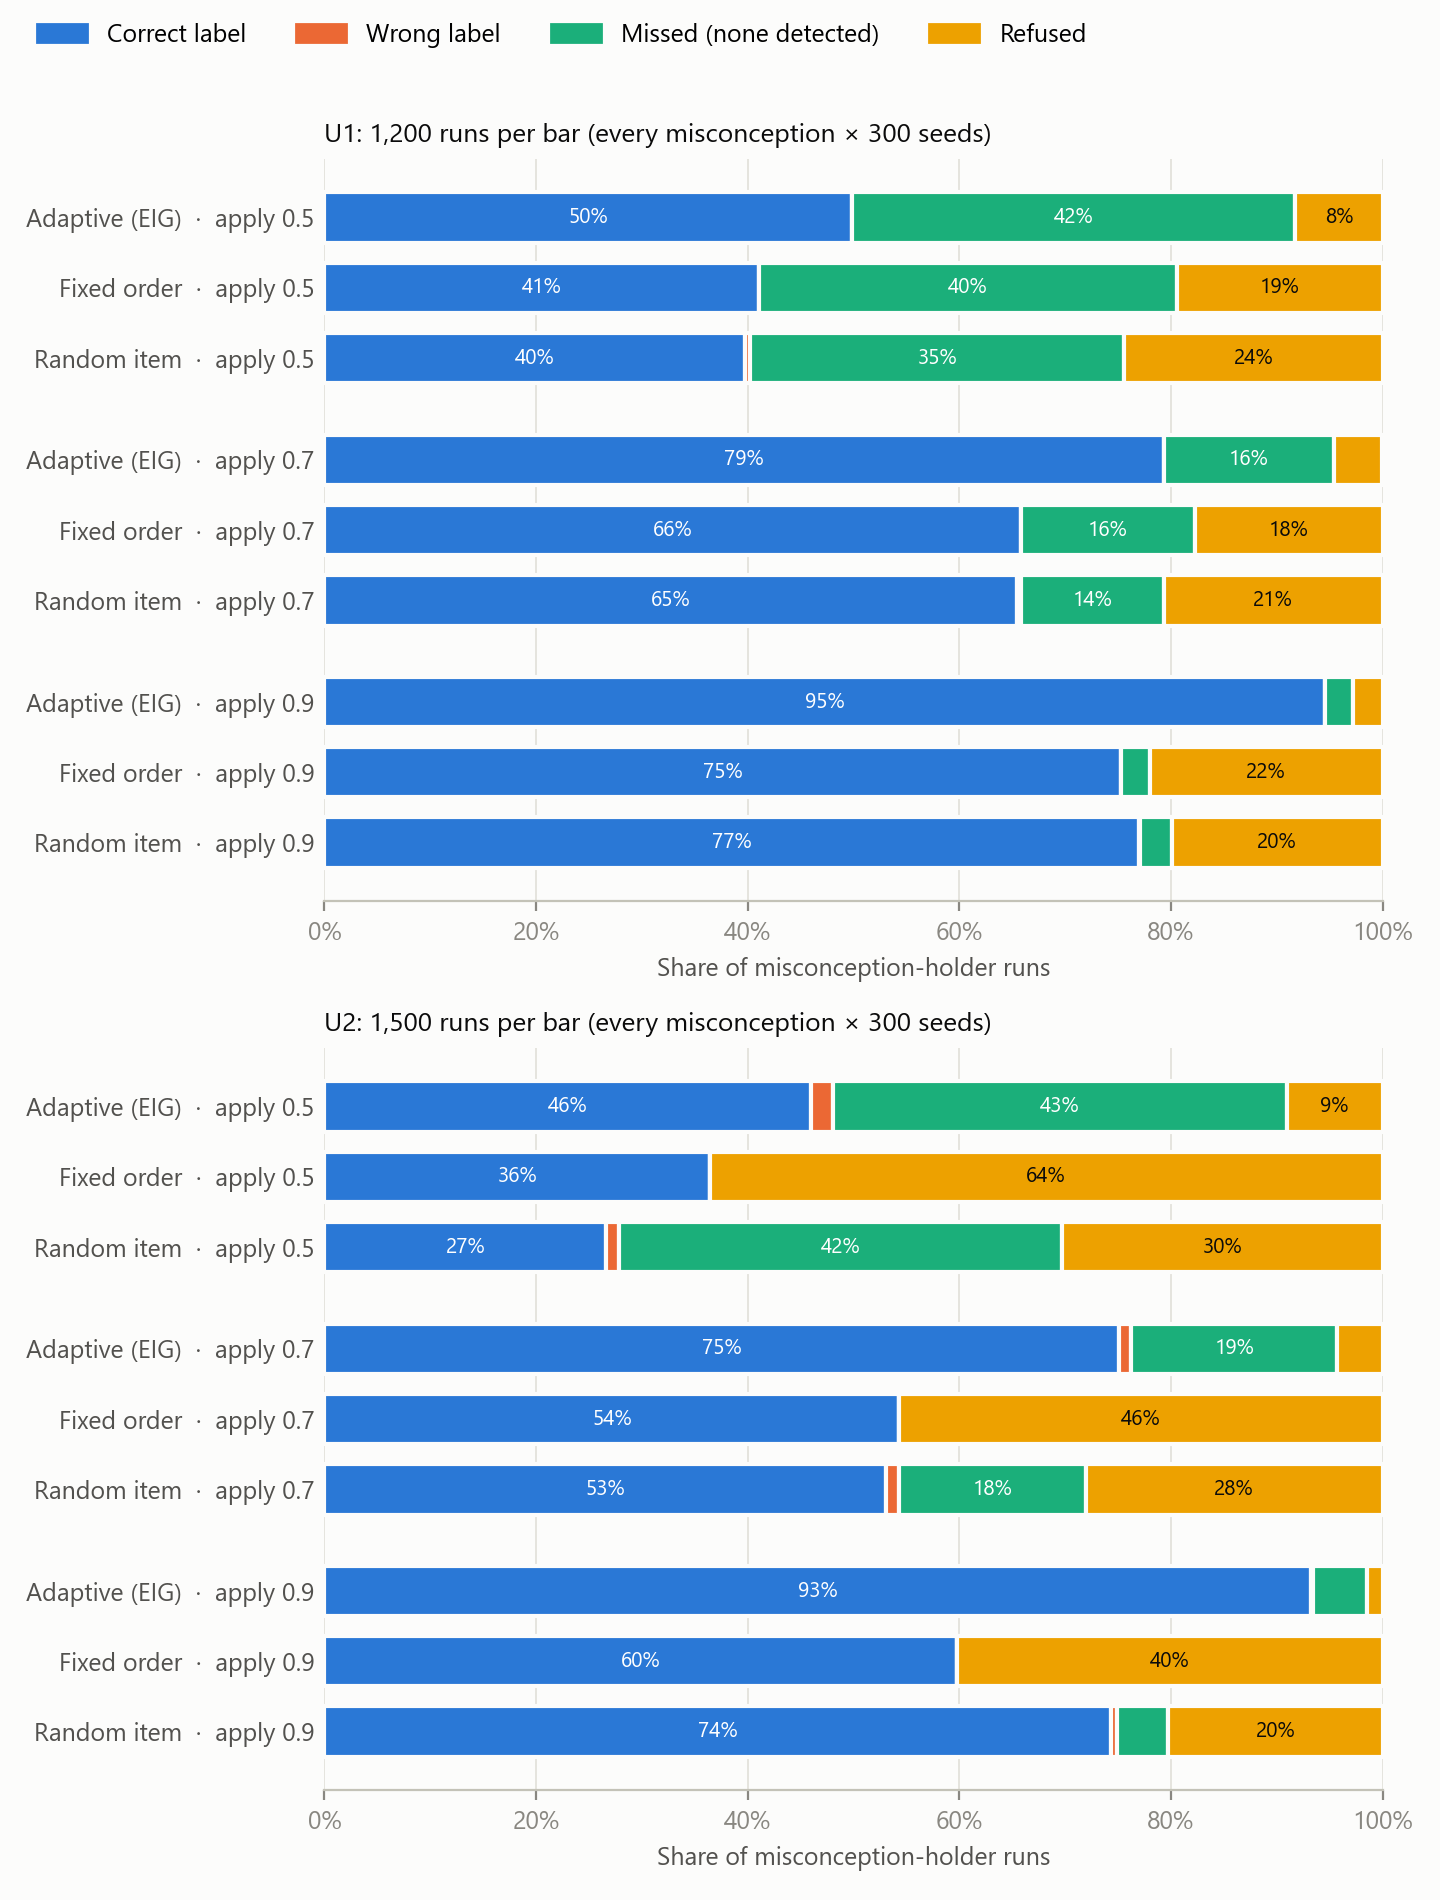 Correct label Wrong label Missed (none detected) Refused
U1: 1,200 runs per bar (every misconception × 300 seeds)
Adaptive (EIG) · apply 0.5 50% 42% 8%
Fixed order · apply 0.5 41% 40% 19%
Random item · apply 0.5 40% 35% 24%
Adaptive (EIG) · apply 0.7 79% 16%
Fixed order · apply 0.7 66% 16% 18%
Random item · apply 0.7 65% 14% 21%
Adaptive (EIG) · apply 0.9 95%
Fixed order · apply 0.9 75% 22%
Random item · apply 0.9 77% 20%
0% 20% 40% 60% 80% 100%
Share of misconception-holder runs
U2: 1,500 runs per bar (every misconception × 300 seeds)
Adaptive (EIG) · apply 0.5 46% 43% 9%
Fixed order · apply 0.5 36% 64%
Random item · apply 0.5 27% 42% 30%
Adaptive (EIG) · apply 0.7 75% 19%
Fixed order · apply 0.7 54% 46%
Random item · apply 0.7 53% 18% 28%
Adaptive (EIG) · apply 0.9 93%
Fixed order · apply 0.9 60% 40%
Random item · apply 0.9 74% 20%
0% 20% 40% 60% 80% 100%
Share of misconception-holder runs